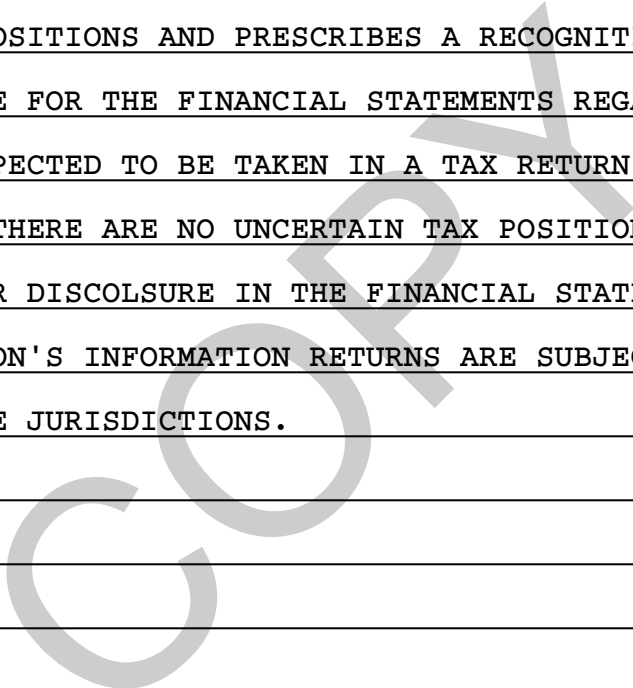 OSITIONS AND PRESCRIBES A RECOGNIT
E FOR THE FINANCIAL STATEMENTS REGA
PECTED TO BE TAKEN IN A TAX RETURN
THERE ARE NO UNCERTAIN TAX POSITIO
R DISCOLSURE IN THE FINANCIAL STAT
ON'S INFORMATION RETURNS ARE SUBJE
E JURISDICTIONS.
COPY